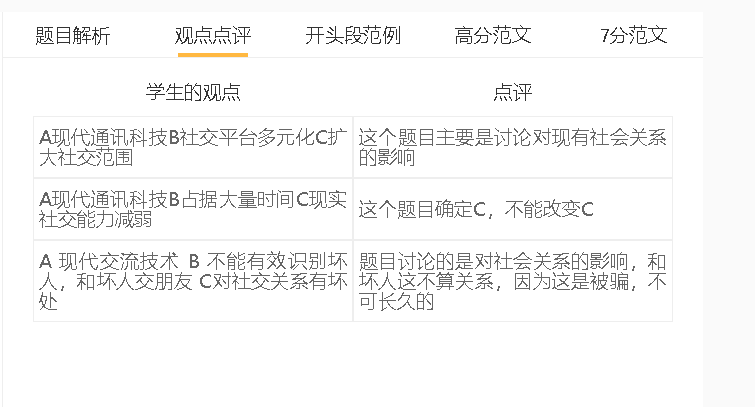 题目解析 观点点评 开头段范例 高分范文 7分范文
学生的观点 点评
A现代通讯科技B社交平台多元化C扩
大社交范围
这个题目主要是讨论对现有社会关系
的影响
A现代通讯科技B占据大量时间C现实
社交能力减弱
这个题目确定C，不能改变C
A 现代交流技术 B 不能有效识别坏
人，和坏人交朋友 C对社交关系有坏
处
题目讨论的是对社会关系的影响，和
坏人这不算关系，因为这是被骗，不
可长久的